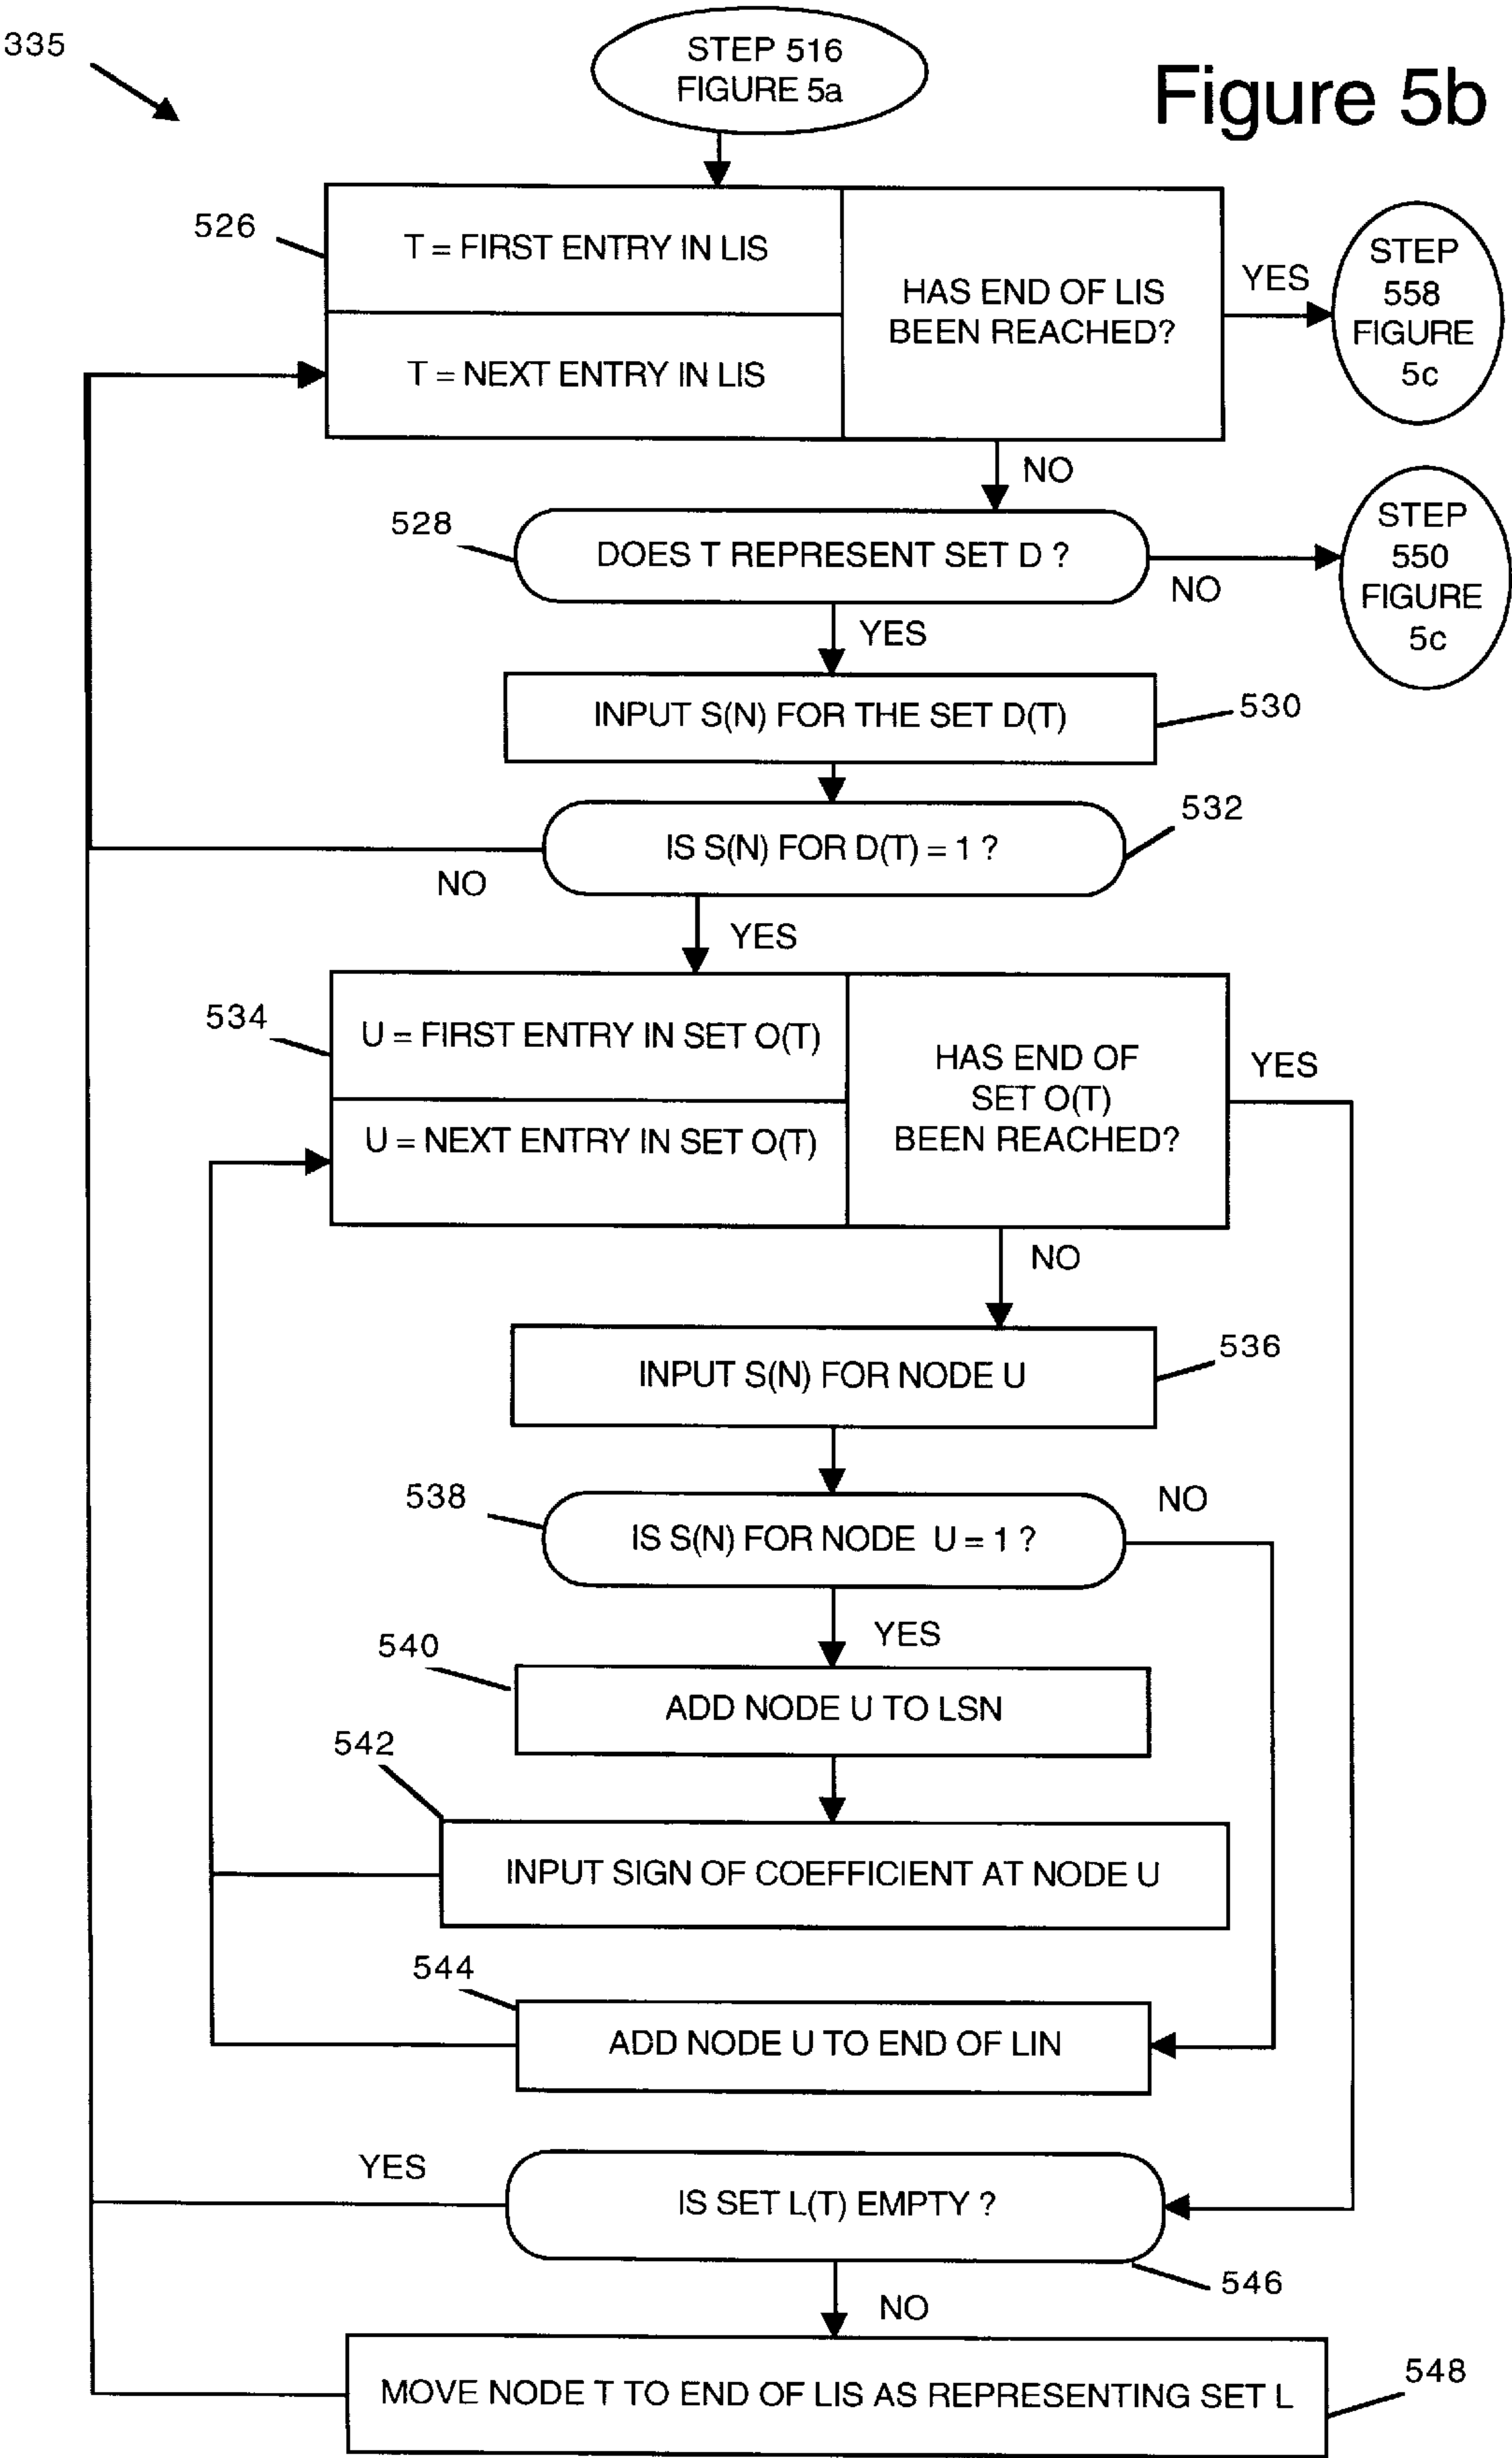 335
STEP 516
FIGURE 5a
Figure 5b
526
T = FIRST ENTRY IN LIS
T = NEXT ENTRY IN LIS
HAS END OF LIS
BEEN REACHED?
YES
STEP
558
FIGURE
5c
NO
528
DOES T REPRESENT SET D ?
NO
STEP
550
FIGURE
5c
YES
INPUT S(N) FOR THE SET D(T)
530
532
IS S(N) FOR D(T) = 1 ?
NO
YES
534
U = FIRST ENTRY IN SET O(T)
U = NEXT ENTRY IN SET O(T)
HAS END OF
SET O(T)
BEEN REACHED?
YES
NO
INPUT S(N) FOR NODE U
536
538
IS S(N) FOR NODE U = 1 ?
NO
YES
540
ADD NODE U TO LSN
542
INPUT SIGN OF COEFFICIENT AT NODE U
544
ADD NODE U TO END OF LIN
YES
IS SET L(T) EMPTY ?
546
NO
MOVE NODE T TO END OF LIS AS REPRESENTING SET L
548